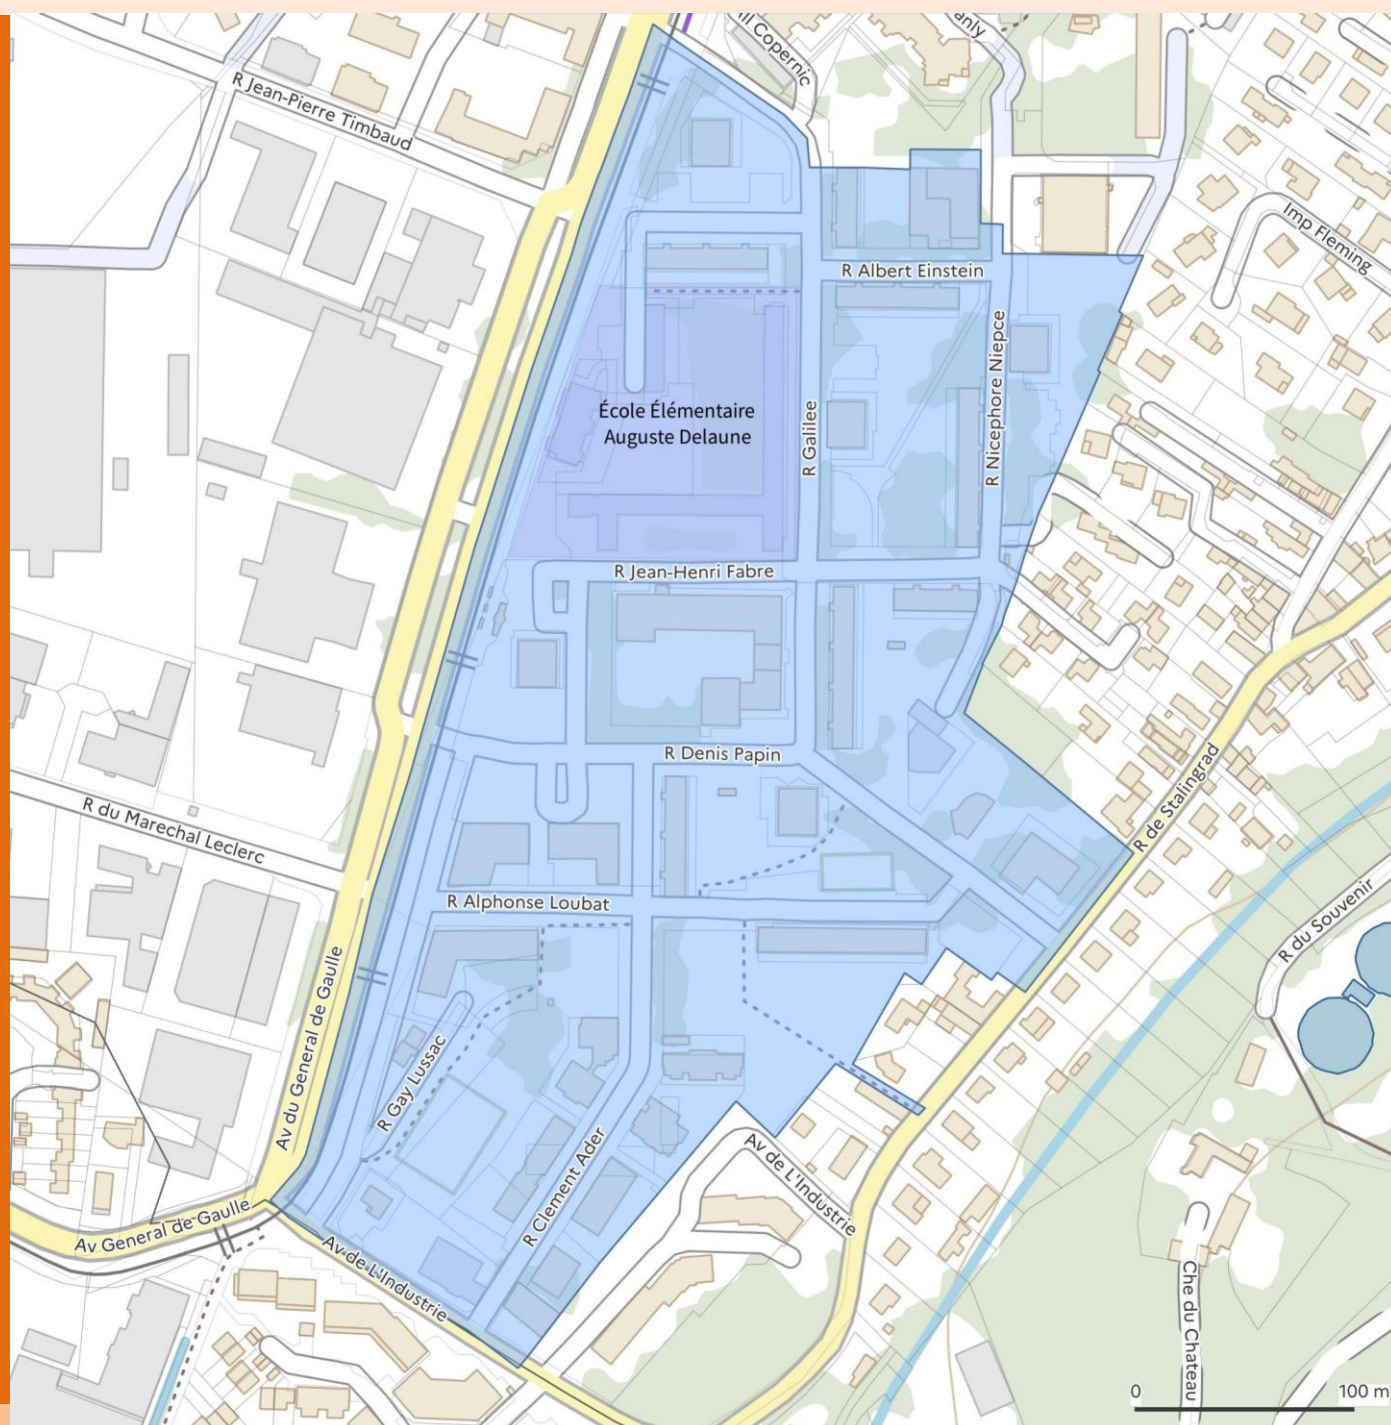 Copernic
R Jean-Pierre Timbaud
Imp Fleming
R Albert Einstein
R Nicephore Niepce
École Élémentaire
Auguste Delaune
R Galilee
R Jean-Henri Fabre
R Denis Papin
R de Stalingrad
R du Marechal Leclerc
R Alphonse Loubat
R du Souvenir
Av du General de Gaulle
R Gay Lussac
R Clement Ader
Av de L'Industrie
Av General de Gaulle
Av de L'Industrie
Che du Chateau
0 100 m